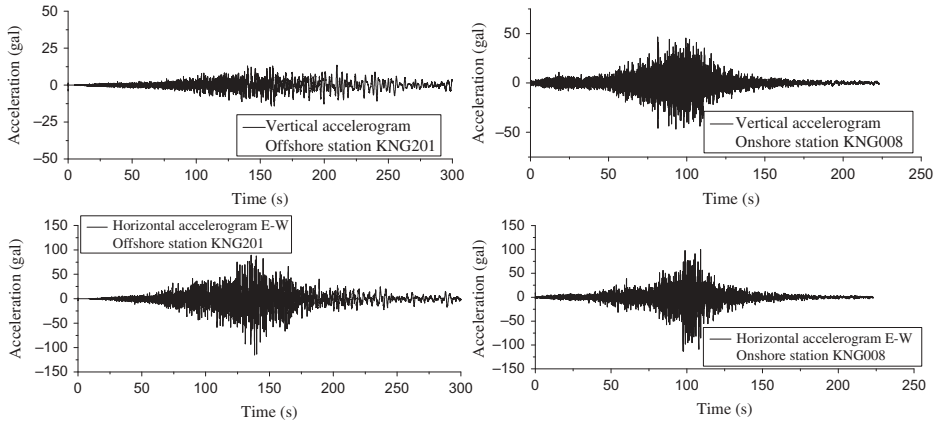 Acceleration (gal)
50
25
0
−25
−50
Vertical accelerogram
Offshore station KNG201
0 50 100 150 200 250 300
Time (s)
Acceleration (gal)
50
0
−50
Vertical accelerogram
Onshore station KNG008
0 50 100 150 200 250
Time (s)
Acceleration (gal)
150
100
50
0
−50
−100
−150
Horizontal accelerogram E-W
Offshore station KNG201
0 50 100 150 200 250 300
Time (s)
Acceleration (gal)
150
100
50
0
−50
−100
−150
Horizontal accelerogram E-W
Onshore station KNG008
0 50 100 150 200 250
Time (s)